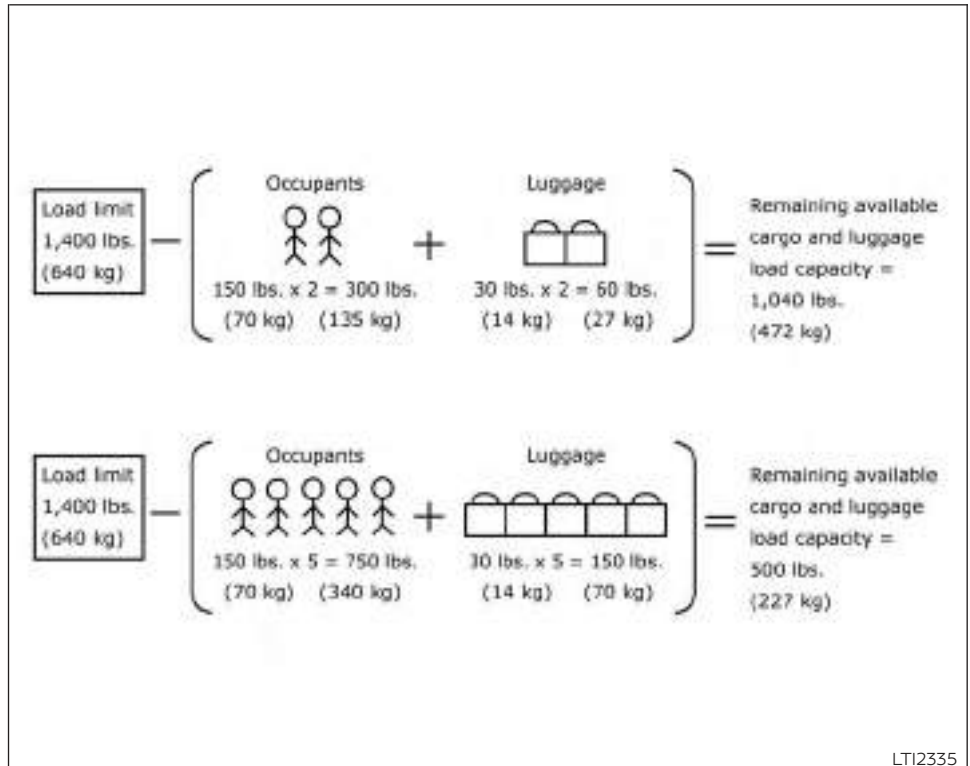 Occupants
Luggage
Load limit
1,400 lbs.
(640 kg)
150 lbs. x 2 = 300 lbs.
(70 kg) (135 kg)
+
30 lbs. x 2 = 60 lbs.
(14 kg) (27 kg)
=
Remaining available
cargo and luggage
load capacity =
1,040 lbs.
(472 kg)
Occupants
Luggage
Load limit
1,400 lbs.
(640 kg)
150 lbs. x 5 = 750 lbs.
(70 kg) (340 kg)
+
30 lbs. x 5 = 150 lbs.
(14 kg) (70 kg)
=
Remaining available
cargo and luggage
load capacity =
500 lbs.
(227 kg)
LTI2335